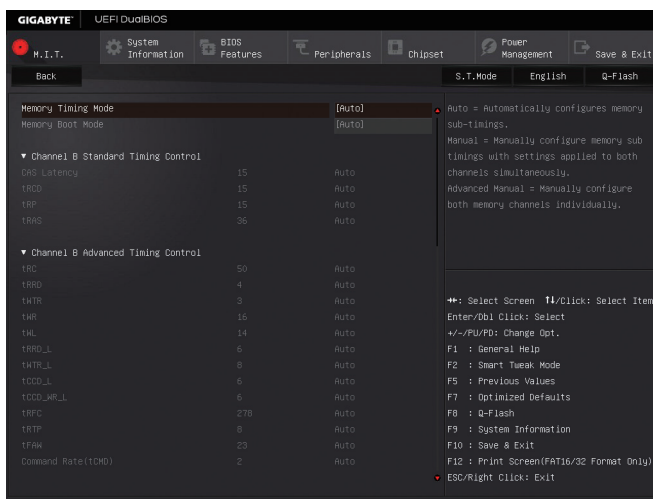 GIGABYTE™ UEFI DualBIOS
M.I.T. System Information BIOS Features Peripherals Chipset Power Management Save & Exit
Back S.T.Mode English Q-Flash
Memory Timing Mode [Auto]
Memory Boot Mode [Auto]
▼ Channel B Standard Timing Control
CAS Latency 15 Auto
tRCD 15 Auto
tRP 15 Auto
tRAS 36 Auto
▼ Channel B Advanced Timing Control
tRC 50 Auto
tRRD 4 Auto
tWTR 3 Auto
tWR 16 Auto
tWL 14 Auto
tRRD_L 6 Auto
tWTR_L 8 Auto
tCCD_L 6 Auto
tCCD_WR_L 6 Auto
tRFC 278 Auto
tRTP 8 Auto
tFAW 23 Auto
Command Rate(tCMD) 2 Auto
Auto = Automatically configures memory
sub-timings.
Manual = Manually configure memory sub
timings with settings applied to both
channels simultaneously.
Advanced Manual = Manually configure
both memory channels individually.
→←: Select Screen ↑↓/Click: Select Item
Enter/Dbl Click: Select
+/-/PU/PD: Change Opt.
F1 : General Help
F2 : Smart Tweak Mode
F5 : Previous Values
F7 : Optimized Defaults
F8 : Q-Flash
F9 : System Information
F10 : Save & Exit
F12 : Print Screen(FAT16/32 Format Only)
ESC/Right Click: Exit